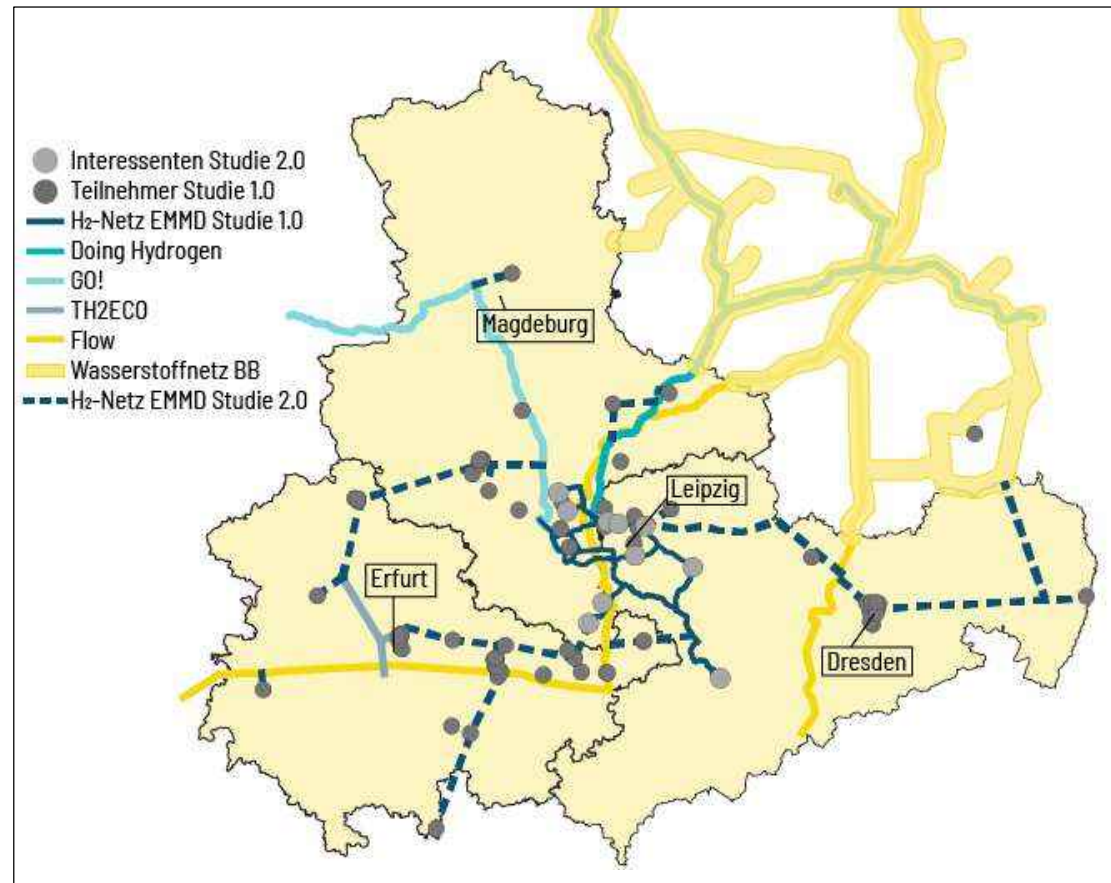 Interessenten Studie 2.0
Teilnehmer Studie 1.0
H₂-Netz EMMD Studie 1.0
Doing Hydrogen
GO!
TH2ECO
Flow
Wasserstoffnetz BB
H₂-Netz EMMD Studie 2.0
Magdeburg
Leipzig
Erfurt
Dresden